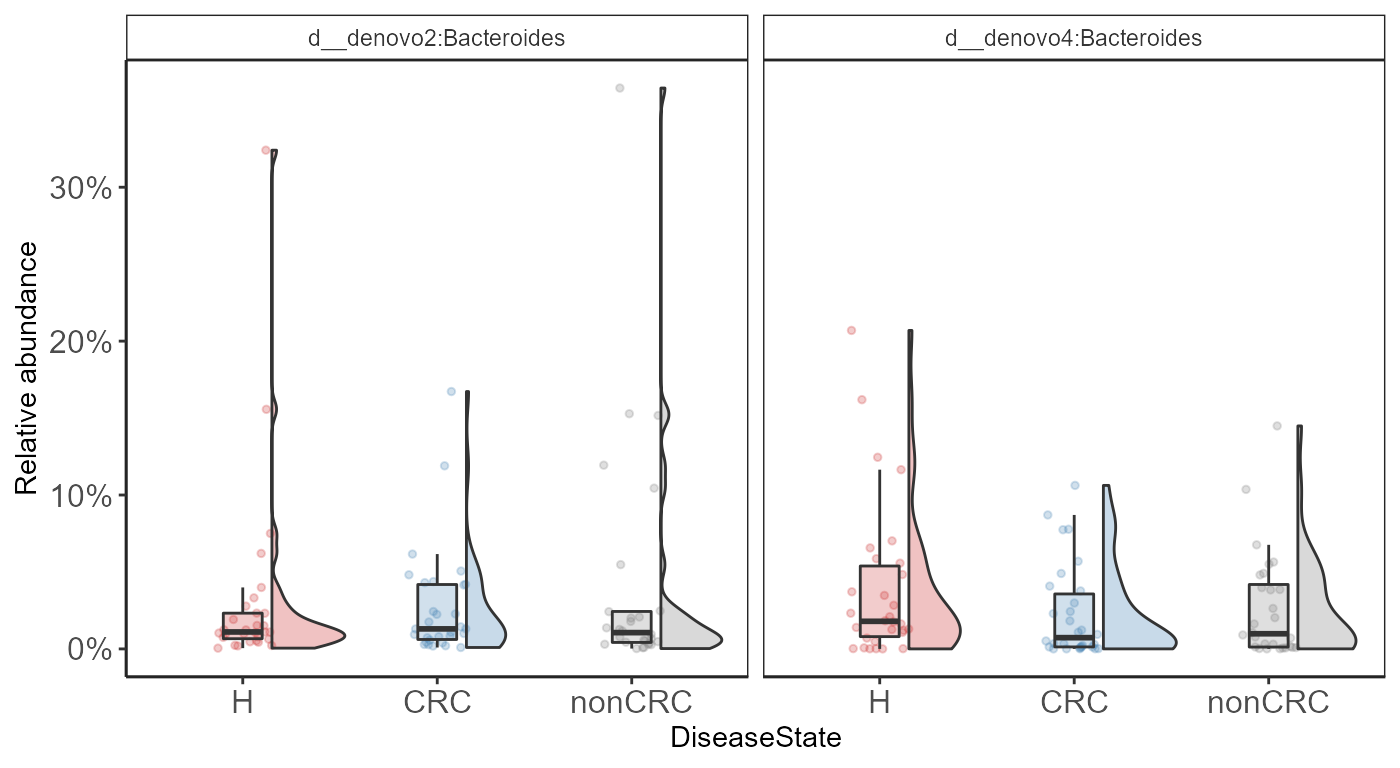 d__denovo2:Bacteroides
d__denovo4:Bacteroides
Relative abundance
30%
20%
10%
0%
H
CRC
nonCRC
H
CRC
nonCRC
DiseaseState